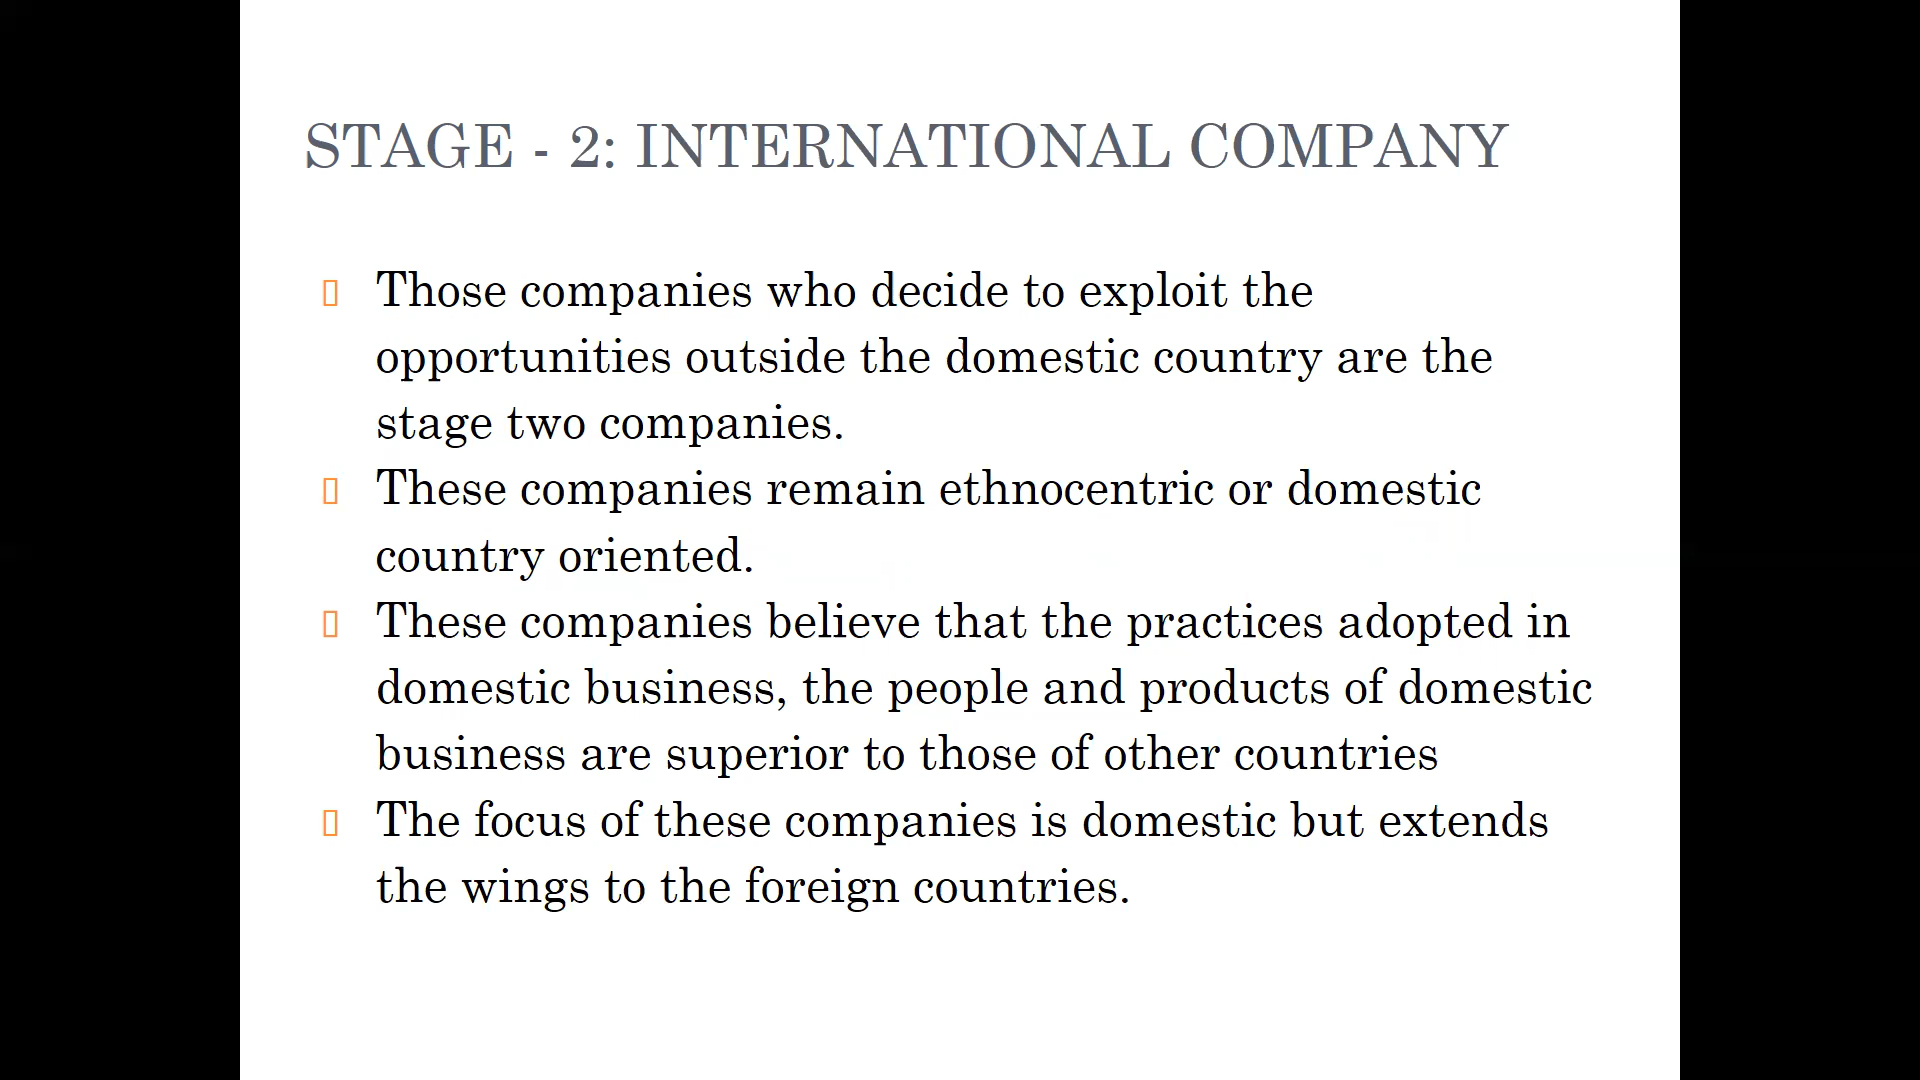 STAGE - 2: INTERNATIONAL COMPANY
Those companies who decide to exploit the
opportunities outside the domestic country are the
stage two companies.
These companies remain ethnocentric or domestic
country oriented.
These companies believe that the practices adopted in
domestic business, the people and products of domestic
business are superior to those of other countries
The focus of these companies is domestic but extends
the wings to the foreign countries.